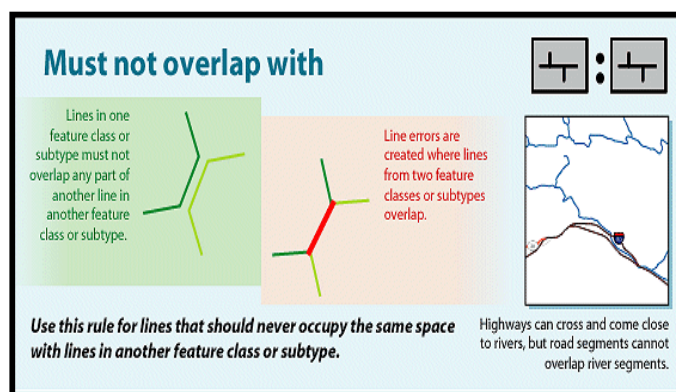 Must not overlap with
Lines in one
feature class or
subtype must not
overlap any part of
another line in
another feature
class or subtype.
Line errors are
created where lines
from two feature
classes or subtypes
overlap.
Use this rule for lines that should never occupy the same space
with lines in another feature class or subtype.
Highways can cross and come close
to rivers, but road segments cannot
overlap river segments.